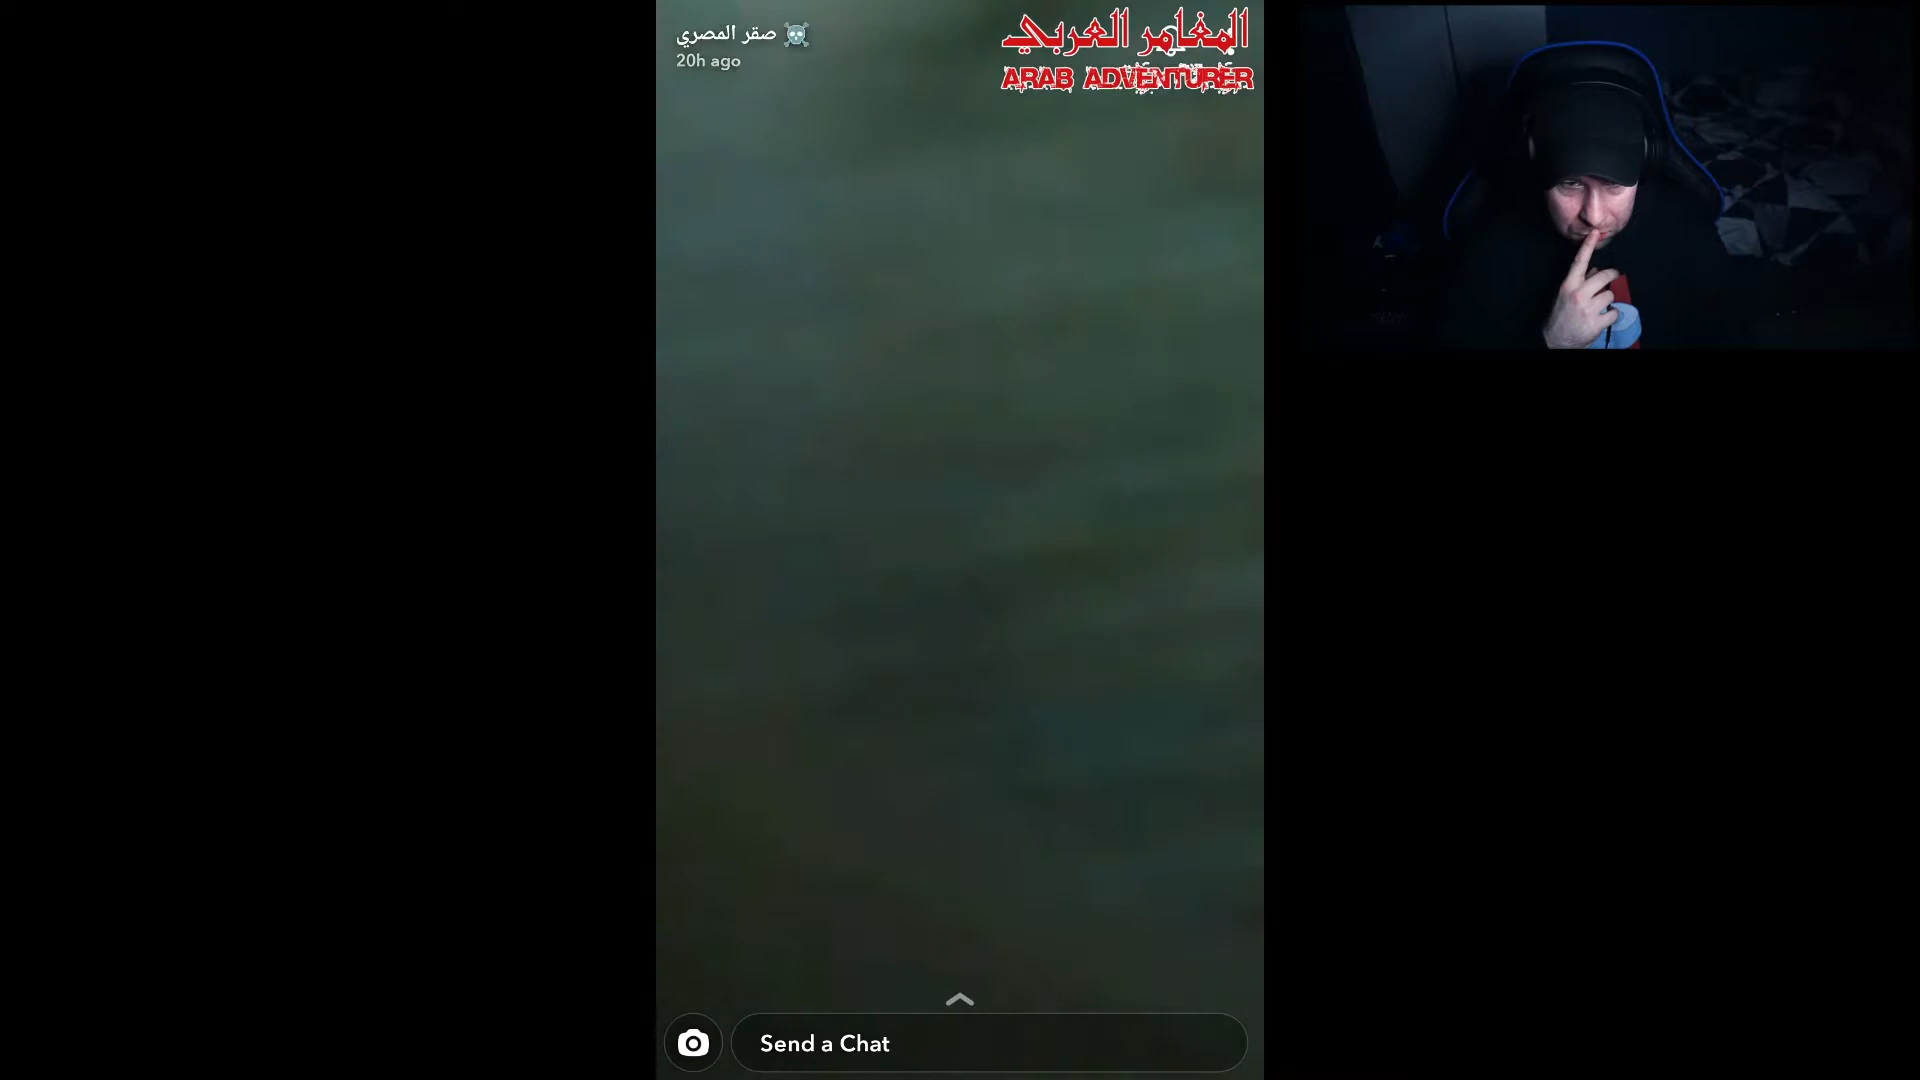 صقر المصري ☠️
20h ago
المغامر العربي
ARAB ADVENTURER
Send a Chat